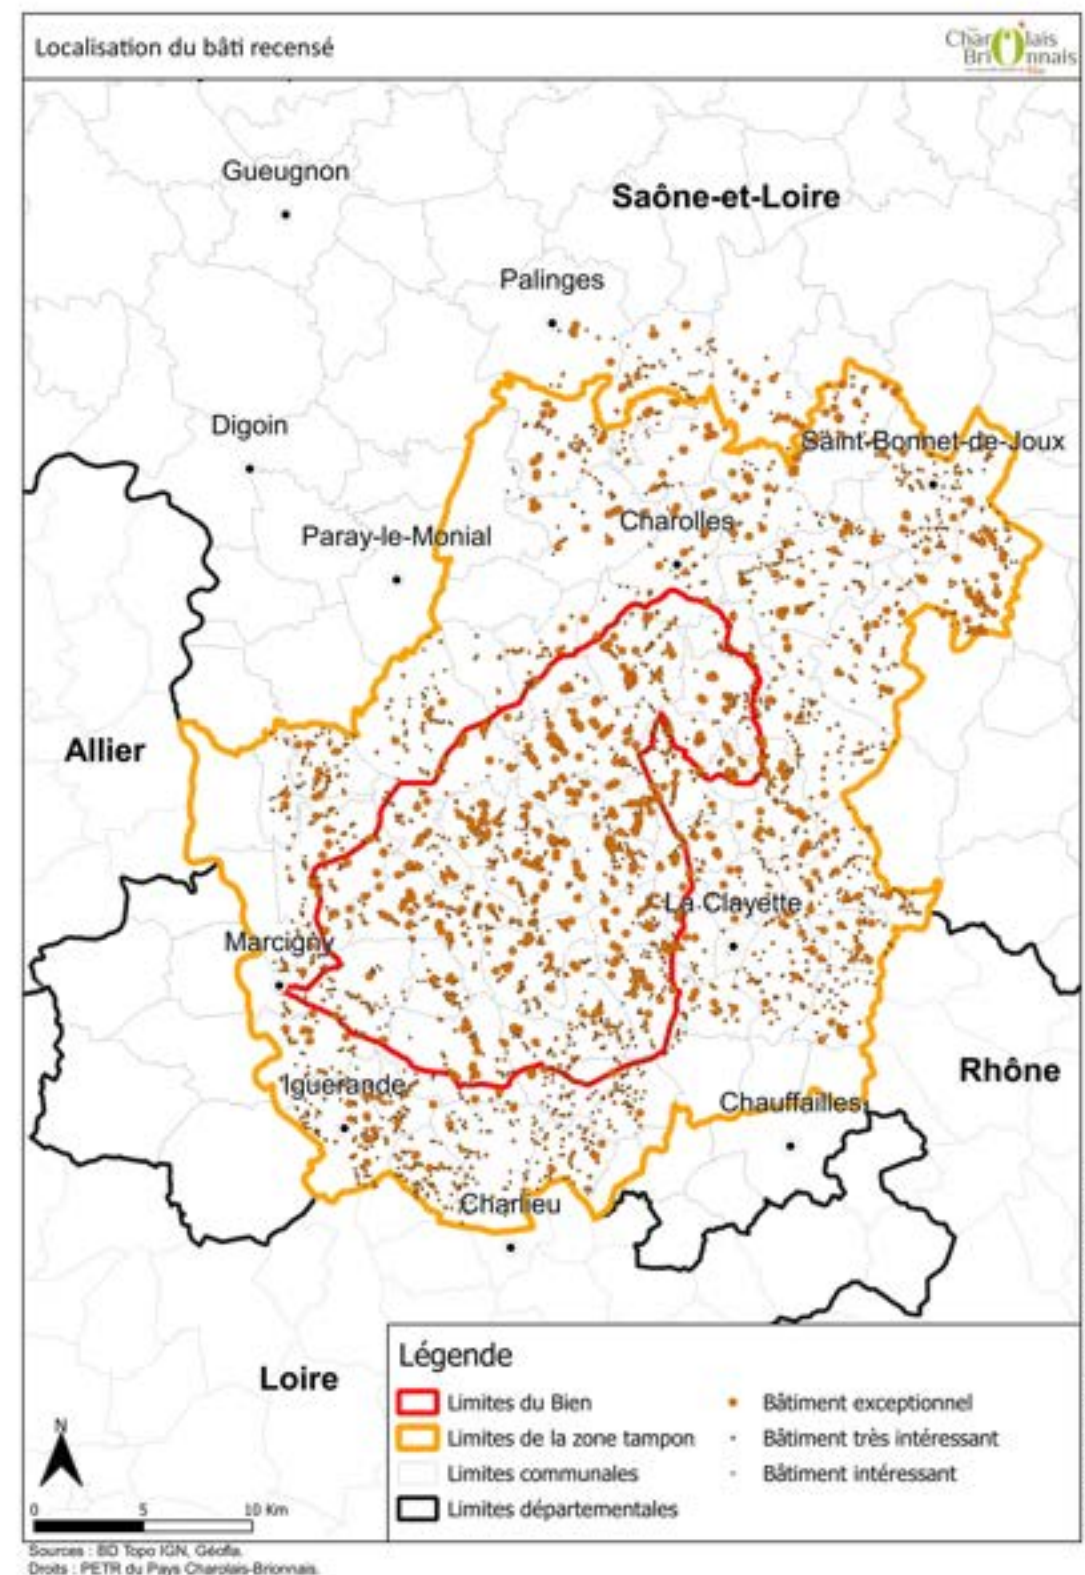 Localisation du bâti recensé
Charolais
Brionnais
Gueugnon
Saône-et-Loire
Palinges
Digoin
Saint-Bonnet-de-Joux
Charolles
Paray-le-Monial
Allier
La Clayette
Marcigny
Rhône
Iguerande
Chauffailles
Charlieu
Loire
Légende
Limites du Bien
Limites de la zone tampon
Limites communales
Limites départementales
Bâtiment exceptionnel
Bâtiment très intéressant
Bâtiment intéressant
N
0 5 10 Km
Sources : BD Topo IGN, Géofla.
Droits : PETR du Pays Charolais-Brionnais.